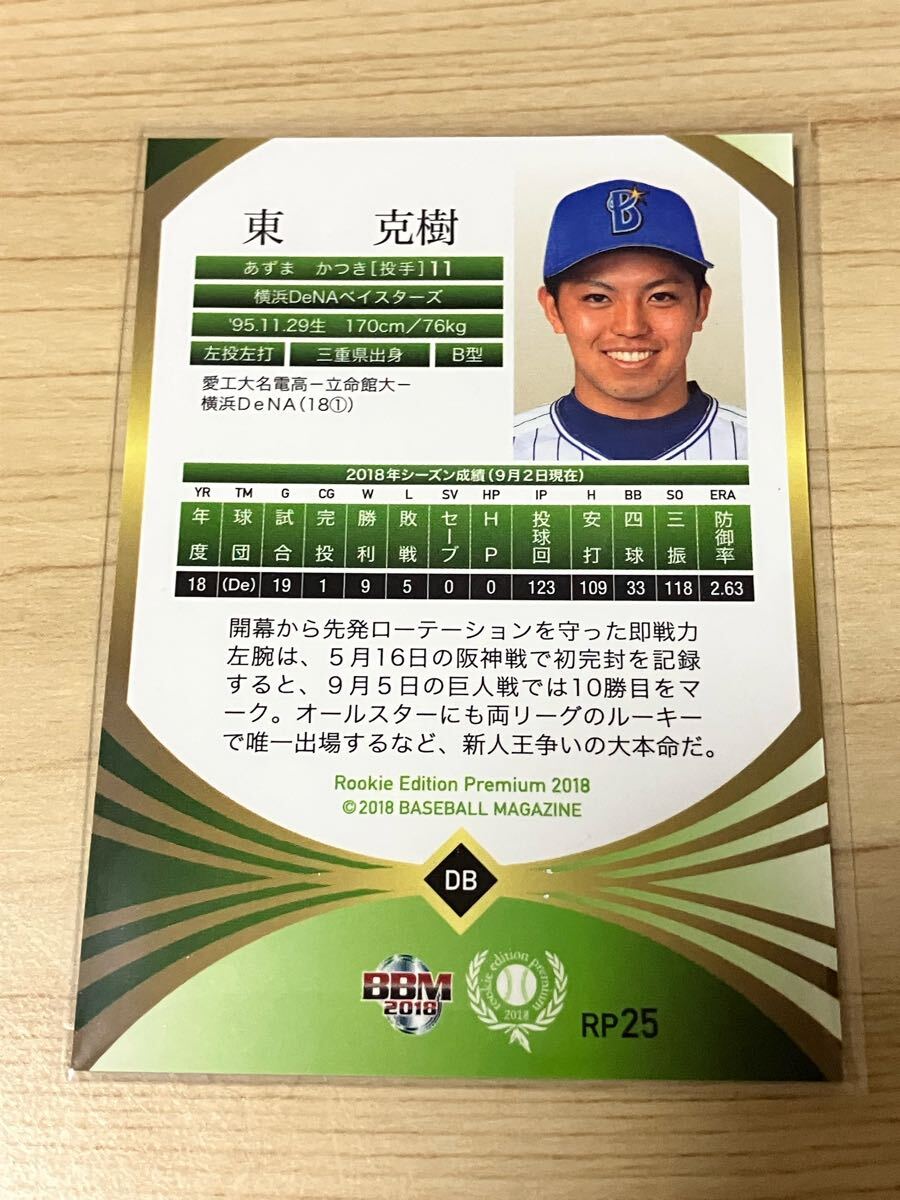 東 克樹
あずま かつき[投手]11
横浜DeNAベイスターズ
'95.11.29生 170cm/76kg
左投左打 三重県出身 B型
愛工大名電高－立命館大－
横浜DeNA(18①)
B
2018年シーズン成績(9月2日現在)
YR TM G CG W L SV HP IP H BB SO ERA
年度 球団 試合 完投 勝利 敗戦 セーブ HP 投球回 安打 四球 三振 防御率
18 (De) 19 1 9 5 0 0 123 109 33 118 2.63
開幕から先発ローテーションを守った即戦力
左腕は、5月16日の阪神戦で初完封を記録
すると、9月5日の巨人戦では10勝目をマ
ーク。オールスターにも両リーグのルーキー
で唯一出場するなど、新人王争いの大本命だ。
Rookie Edition Premium 2018
©2018 BASEBALL MAGAZINE
DB
BBM
2018
rookie edition premium
2018
RP25